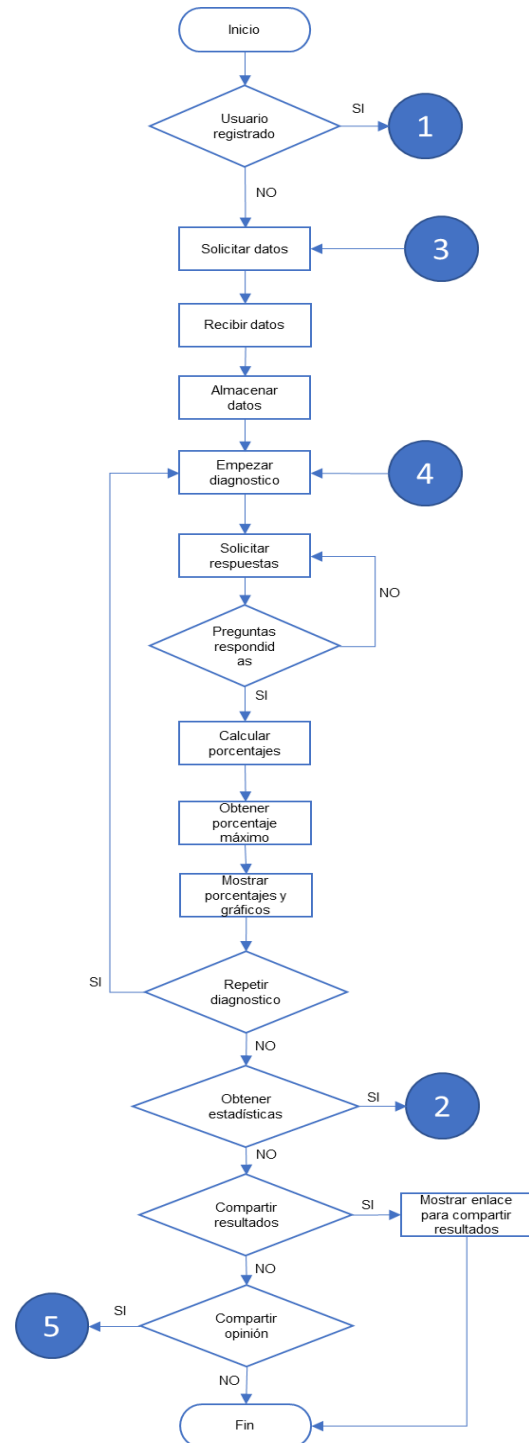 Inicio
Usuario
registrado
SI
1
NO
Solicitar datos
3
Recibir datos
Almacenar
datos
Empezar
diagnostico
4
Solicitar
respuestas
NO
Preguntas
respondid
as
SI
Calcular
porcentajes
Obtener
porcentaje
máximo
Mostrar
porcentajes y
gráficos
SI
Repetir
diagnostico
NO
Obtener
estadísticas
SI
2
NO
Compartir
resultados
SI
Mostrar enlace
para compartir
resultados
NO
5
SI
Compartir
opinión
NO
Fin